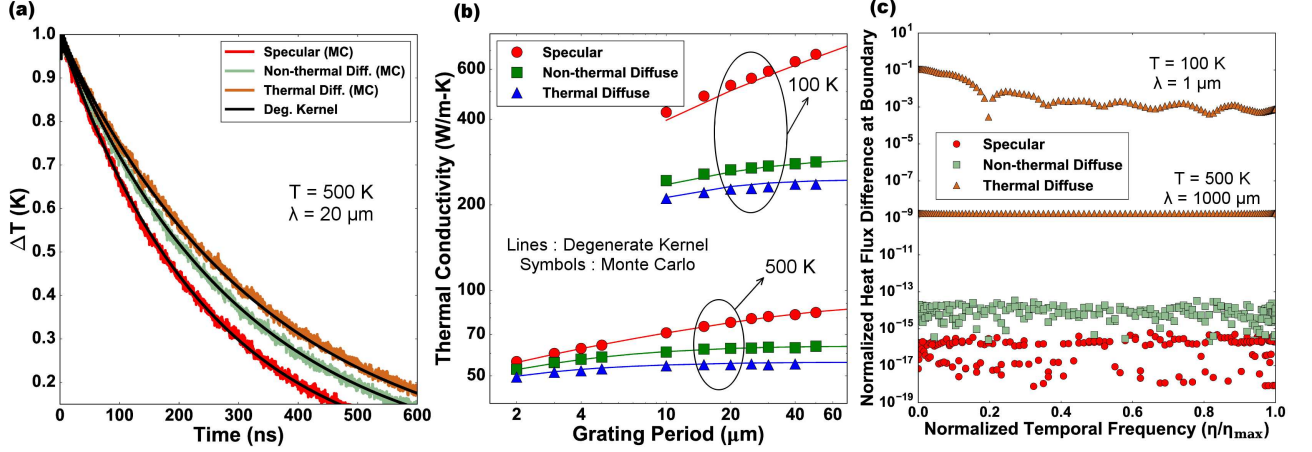 (a)
ΔT (K)
1.0
0.9
0.8
0.7
0.6
0.5
0.4
0.3
0.2
Specular (MC)
Non-thermal Diff. (MC)
Thermal Diff. (MC)
Deg. Kernel
T = 500 K
λ = 20 μm
0 100 200 300 400 500 600
Time (ns)
(b)
Thermal Conductivity (W/m-K)
600
400
200
100
70
50
Specular
Non-thermal Diffuse
Thermal Diffuse
100 K
Lines : Degenerate Kernel
Symbols : Monte Carlo
500 K
2 4 10 20 40 60
Grating Period (μm)
(c)
Normalized Heat Flux Difference at Boundary
10⁻¹
10⁻³
10⁻⁵
10⁻⁷
10⁻⁹
10⁻¹¹
10⁻¹³
10⁻¹⁵
10⁻¹⁷
10⁻¹⁹
T = 100 K
λ = 1 μm
Specular
Non-thermal Diffuse
Thermal Diffuse
T = 500 K
λ = 1000 μm
0.0 0.2 0.4 0.6 0.8 1.0
Normalized Temporal Frequency (η/ηmax)